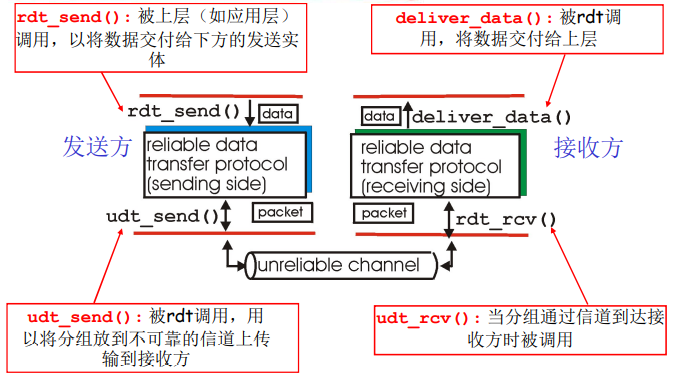 rdt_send(): 被上层（如应用层）
调用，以将数据交付给下方的发送实
体
deliver_data(): 被rdt调
用，将数据交付给上层
rdt_send()
data
data
deliver_data()
发送方
reliable data
transfer protocol
(sending side)
reliable data
transfer protocol
(receiving side)
接收方
udt_send()
packet
packet
rdt_rcv()
unreliable channel
udt_send(): 被rdt调用，用
以将分组放到不可靠的信道上传
输到接收方
udt_rcv(): 当分组通过信道到达接
收方时被调用